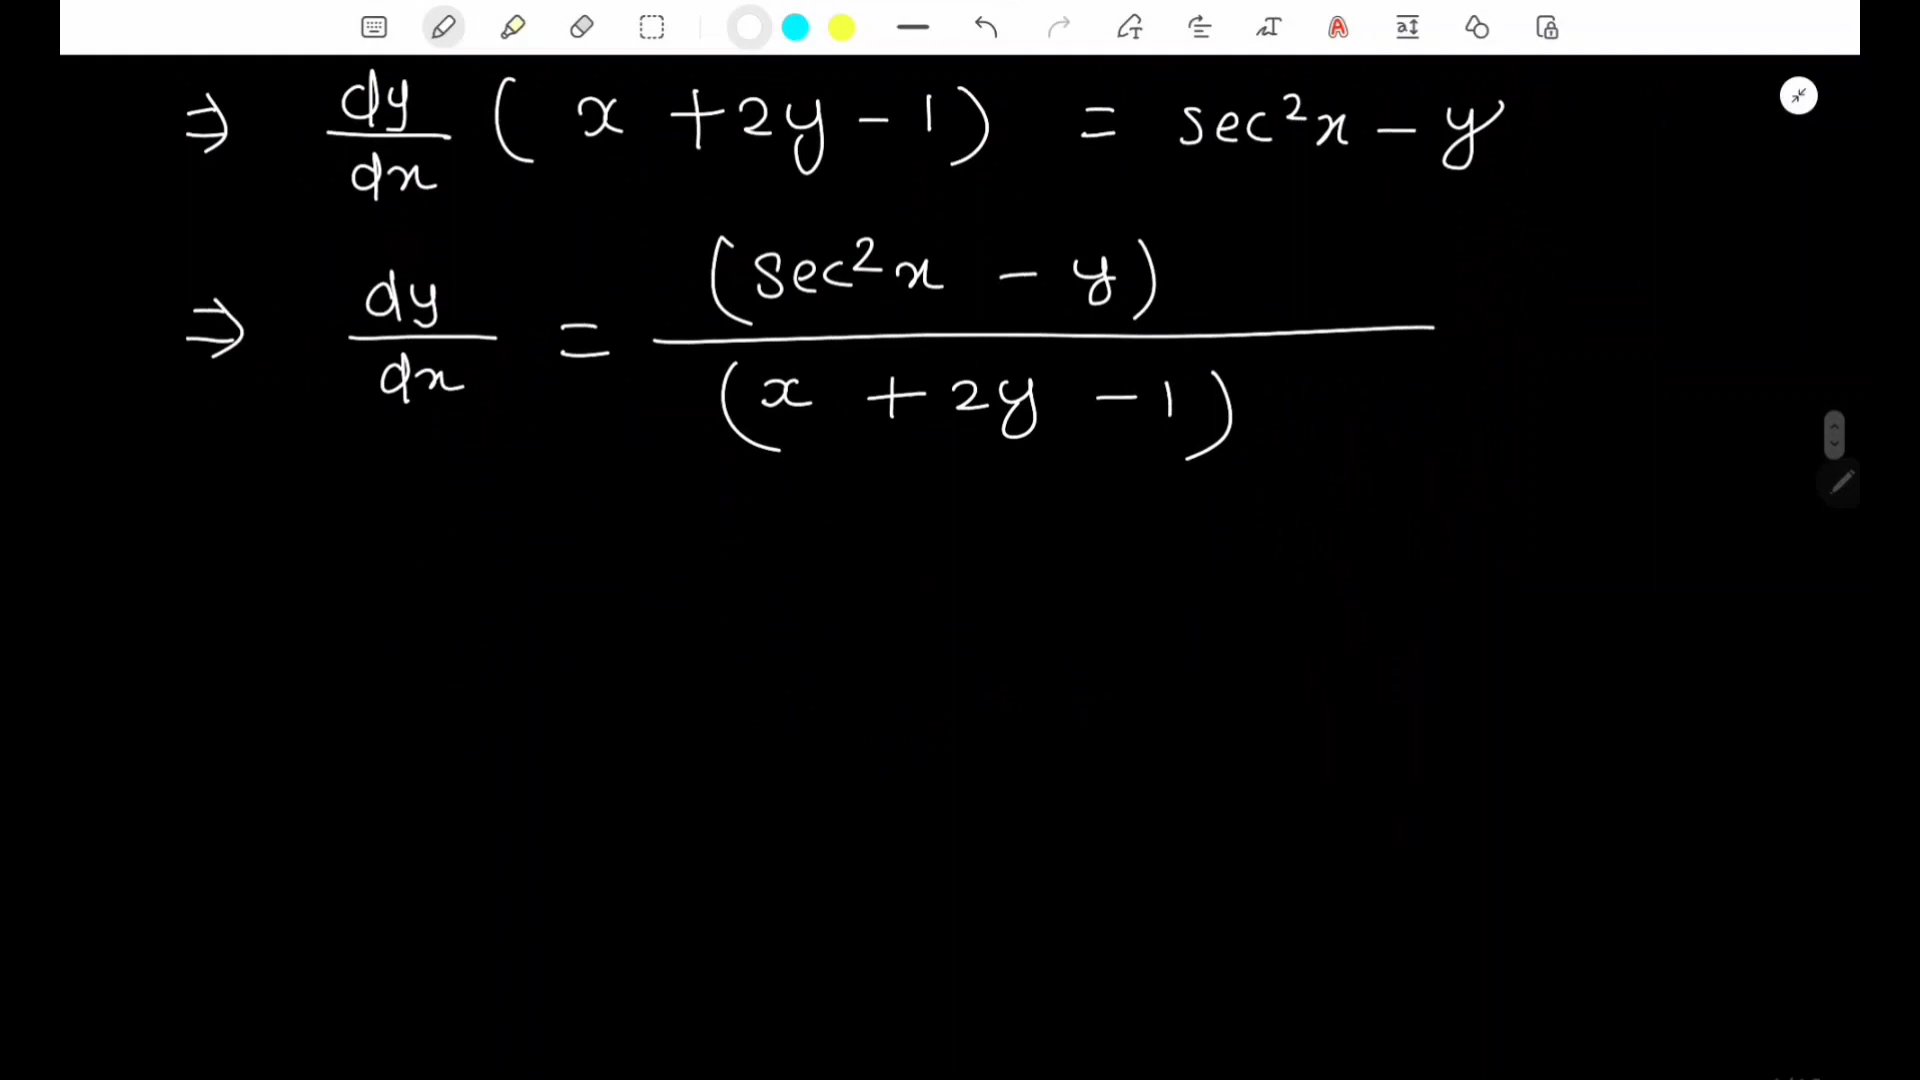 ⇒ dy/dx ( x + 2y - 1 ) = sec²x - y
⇒ dy/dx = (sec²x - y) / (x + 2y - 1)